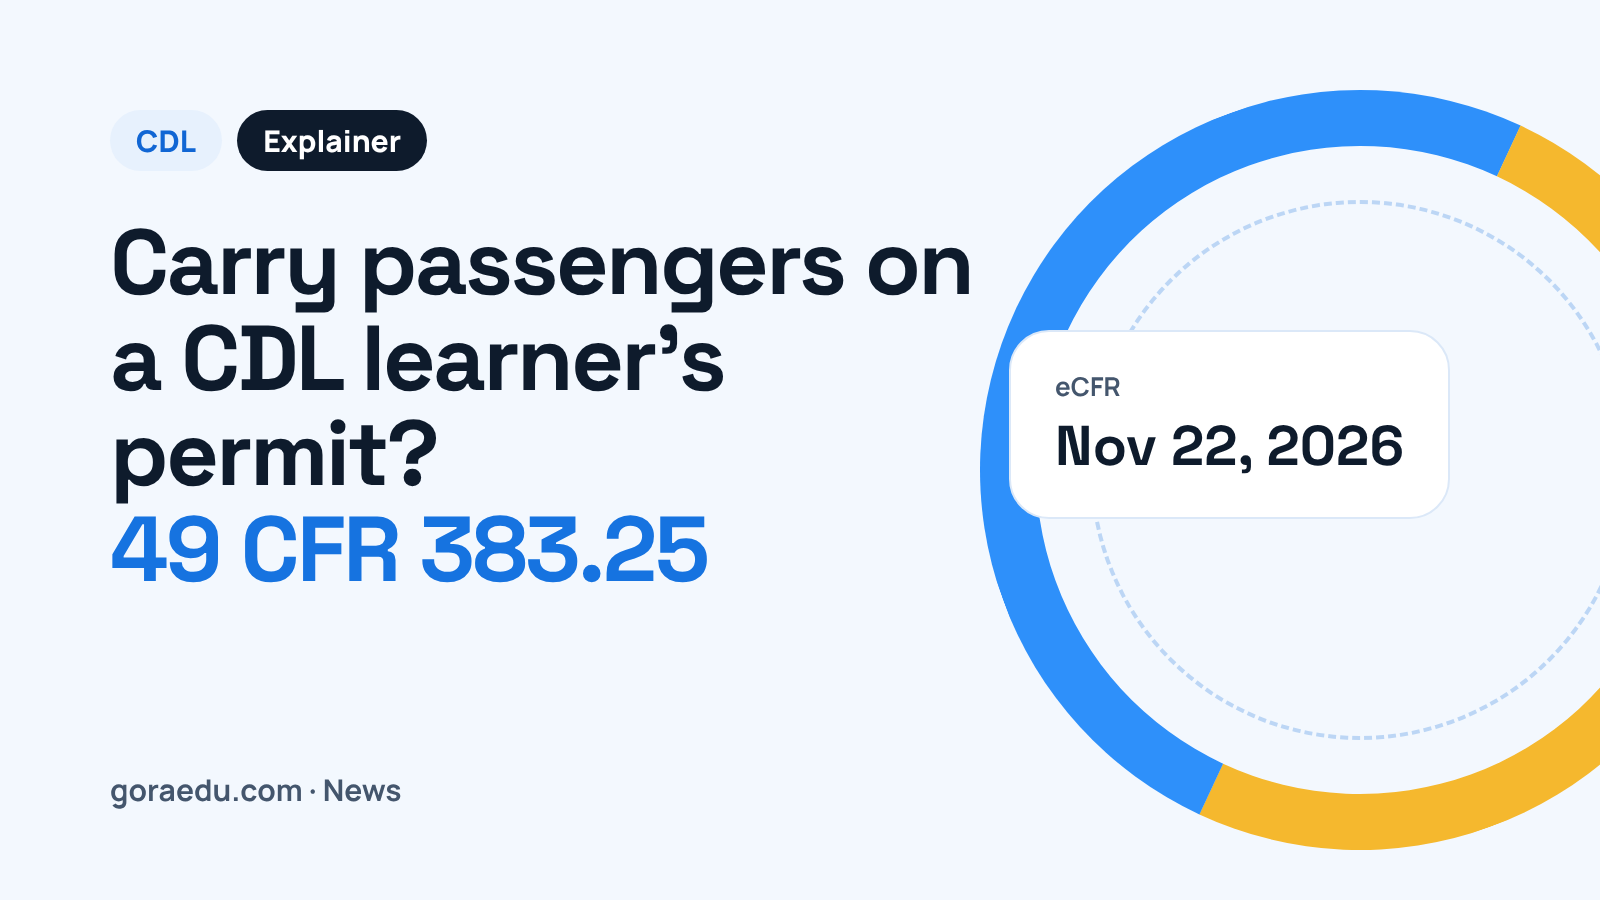 CDL
Explainer
Carry passengers on
a CDL learner’s
permit?
49 CFR 383.25
eCFR
Nov 22, 2026
goraedu.com · News